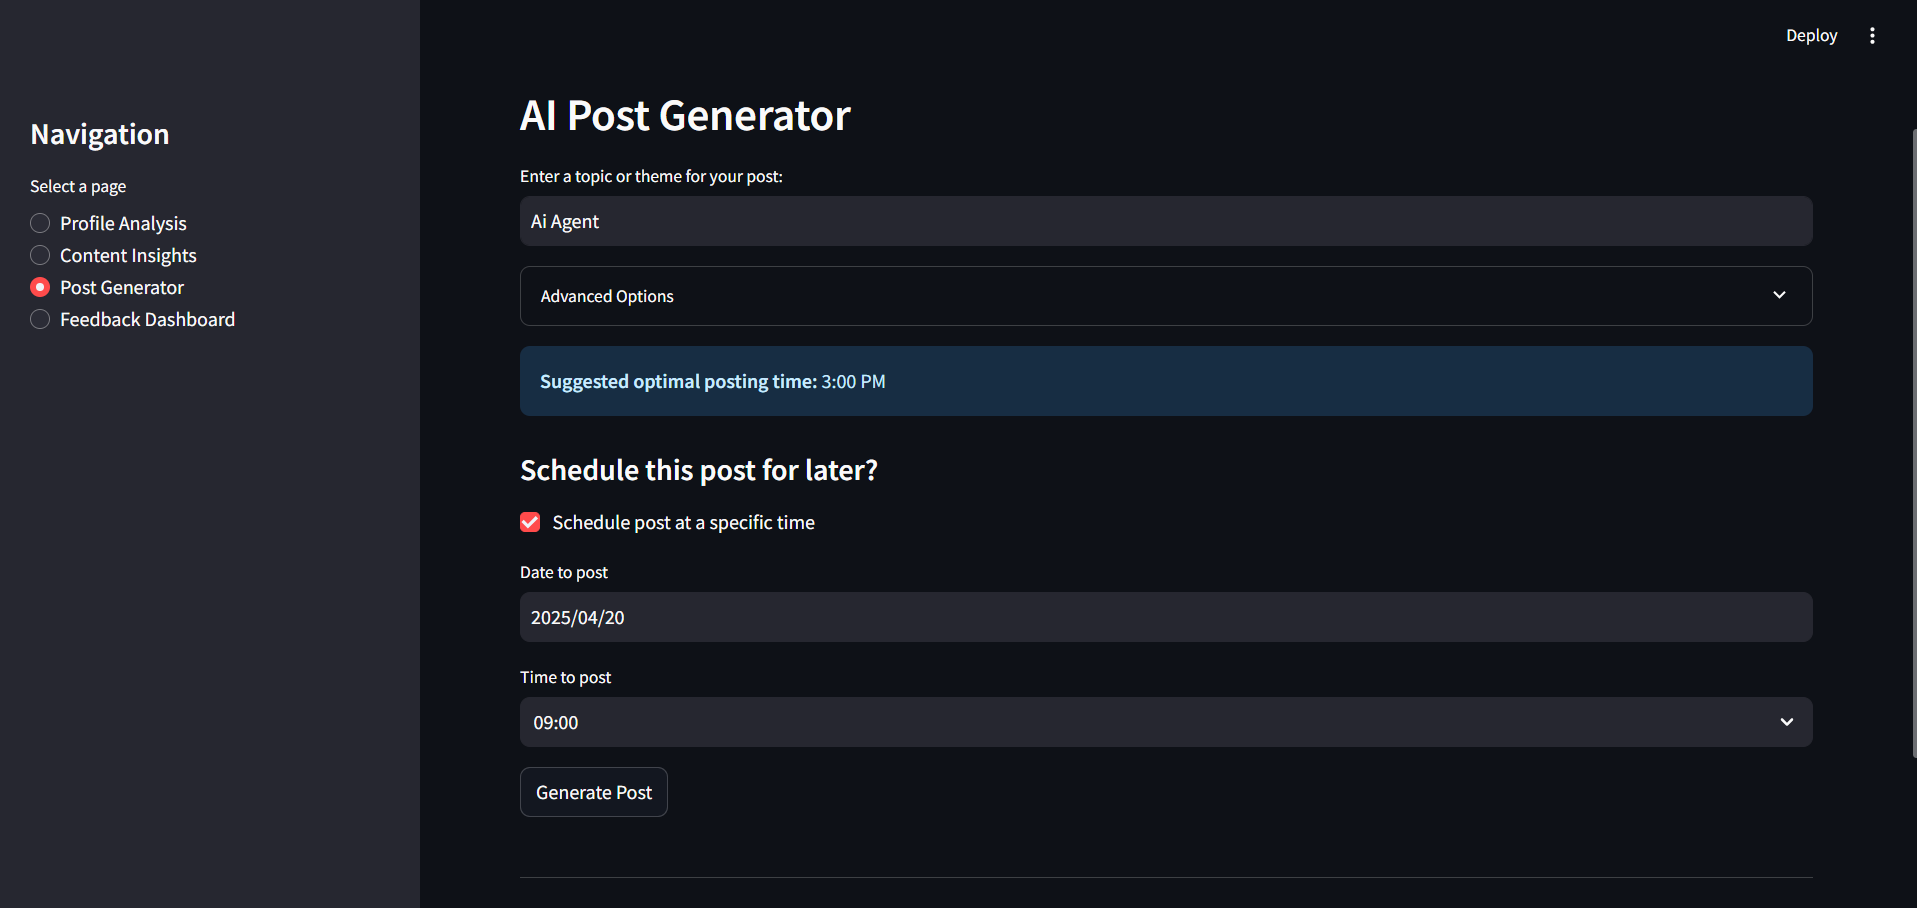 Deploy
Navigation
Select a page
Profile Analysis
Content Insights
Post Generator
Feedback Dashboard
AI Post Generator
Enter a topic or theme for your post:
Ai Agent
Advanced Options
Suggested optimal posting time: 3:00 PM
Schedule this post for later?
Schedule post at a specific time
Date to post
2025/04/20
Time to post
09:00
Generate Post